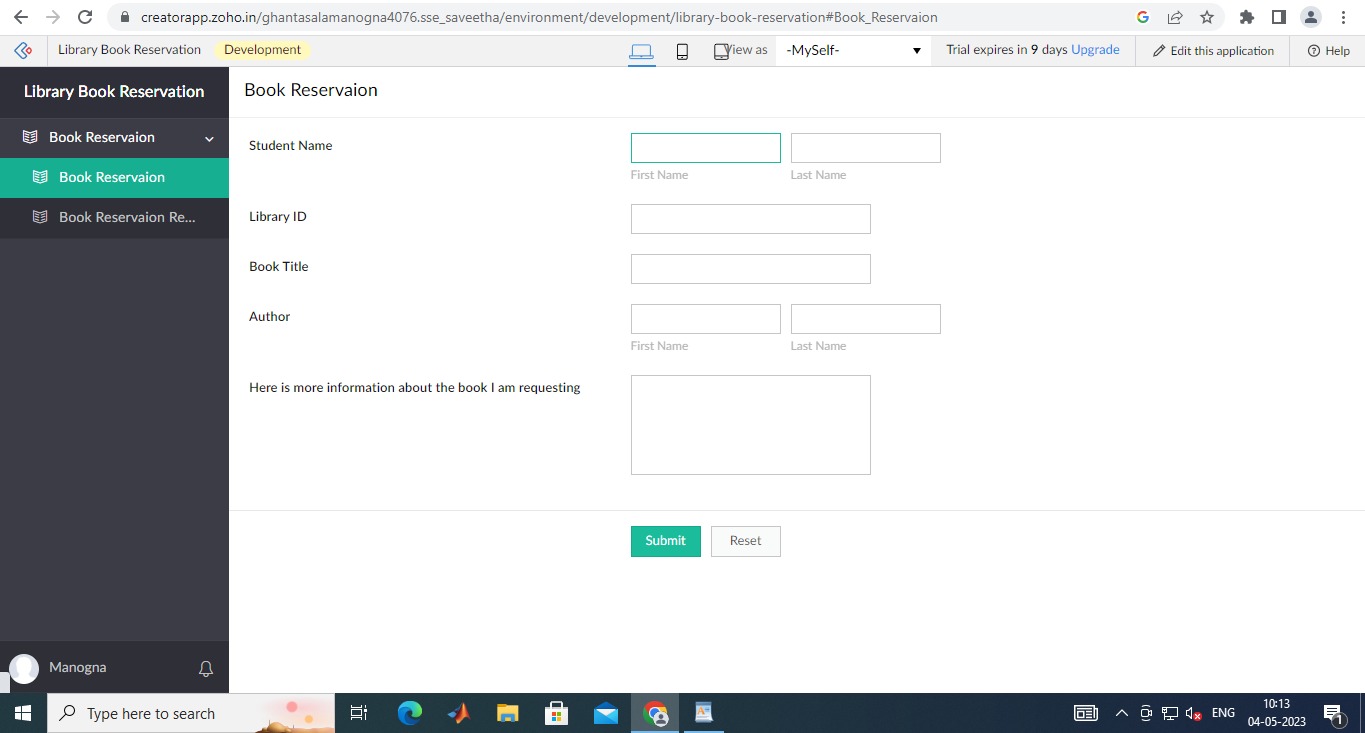 creatorapp.zoho.in/ghantasalamanogna4076.sse_saveetha/environment/development/library-book-reservation#Book_Reservaion
Library Book Reservation Development View as -MySelf- Trial expires in 9 days Upgrade Edit this application Help
Library Book Reservation
Book Reservaion
Book Reservaion
Book Reservaion Re...
Manogna
Book Reservaion
Student Name
First Name Last Name
Library ID
Book Title
Author
First Name Last Name
Here is more information about the book I am requesting
Submit Reset
Type here to search
ENG
10:13
04-05-2023
1